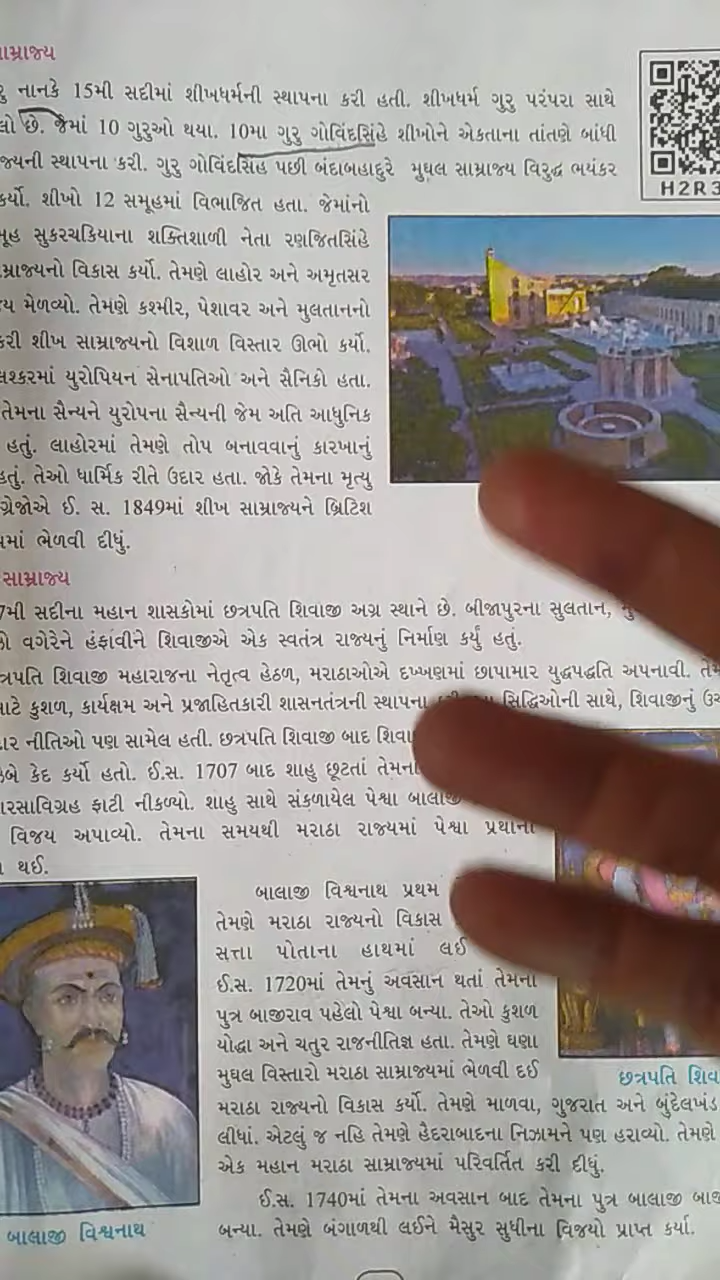 સામ્રાજ્ય
નાનકે 15મી સદીમાં શીખધર્મની સ્થાપના કરી હતી. શીખધર્મ ગુરુ પરંપરા સાથે
છે. જેમાં 10 ગુરુઓ થયા. 10મા ગુરુ ગોવિંદસિંહે શીખોને એકતાના તાંતણે બાંધી
સ્થાપના કરી. ગુરુ ગોવિંદસિંહ પછી બંદાબહાદુરે મુઘલ સામ્રાજ્ય વિરુદ્ધ ભયંકર
કર્યો. શીખો 12 સમૂહમાં વિભાજિત હતા. જેમાંનો
H2R3
સુકરચકિયાના શક્તિશાળી નેતા રણજિતસિંહે
વિકાસ કર્યો. તેમણે લાહોર અને અમૃતસર
મેળવ્યો. તેમણે કશ્મીર, પેશાવર અને મુલતાનનો
કરી શીખ સામ્રાજ્યનો વિશાળ વિસ્તાર ઊભો કર્યો.
લશ્કરમાં યુરોપિયન સેનાપતિઓ અને સૈનિકો હતા.
તેમના સૈન્યને યુરોપના સૈન્યની જેમ અતિ આધુનિક
હતું. લાહોરમાં તેમણે તોપ બનાવવાનું કારખાનું
હતું. તેઓ ધાર્મિક રીતે ઉદાર હતા. જોકે તેમના મૃત્યુ
ઈ. સ. 1849માં શીખ સામ્રાજ્યને બ્રિટિશ
ભેળવી દીધું.
સામ્રાજ્ય
સદીના મહાન શાસકોમાં છત્રપતિ શિવાજી અગ્ર સ્થાને છે. બીજાપુરના સુલતાન,
વગેરેને હંફાવીને શિવાજીએ એક સ્વતંત્ર રાજ્યનું નિર્માણ કર્યું હતું.
શિવાજી મહારાજના નેતૃત્વ હેઠળ, મરાઠાઓએ દખ્ખણમાં છાપામાર યુદ્ધપદ્ધતિ અપનાવી.
કુશળ, કાર્યક્ષમ અને પ્રજાહિતકારી શાસનતંત્રની સ્થાપના સિદ્ધિઓની સાથે, શિવાજીનું
નીતિઓ પણ સામેલ હતી. છત્રપતિ શિવાજી બાદ
કેદ કર્યો હતો. ઈ.સ. 1707 બાદ શાહુ છૂટતાં
ફાટી નીકળ્યો. શાહુ સાથે સંકળાયેલ પેશ્વા બાલાજી
વિજય અપાવ્યો. તેમના સમયથી મરાઠા રાજ્યમાં પેશ્વા પ્રથાની
થઈ.
બાલાજી વિશ્વનાથ પ્રથમ
તેમણે મરાઠા રાજ્યનો વિકાસ
સત્તા પોતાના હાથમાં લઈ
ઈ.સ. 1720માં તેમનું અવસાન થતાં તેમના
પુત્ર બાજીરાવ પહેલો પેશ્વા બન્યા. તેઓ કુશળ
યોદ્ધા અને ચતુર રાજનીતિજ્ઞ હતા. તેમણે ઘણા
મુઘલ વિસ્તારો મરાઠા સામ્રાજ્યમાં ભેળવી દઈ
છત્રપતિ
મરાઠા રાજ્યનો વિકાસ કર્યો. તેમણે માળવા, ગુજરાત અને બુંદેલખંડ
લીધાં. એટલું જ નહિ તેમણે હૈદરાબાદના નિઝામને પણ હરાવ્યો. તેમણે
એક મહાન મરાઠા સામ્રાજ્યમાં પરિવર્તિત કરી દીધું.
ઈ.સ. 1740માં તેમના અવસાન બાદ તેમના પુત્ર બાલાજી
બન્યા. તેમણે બંગાળથી લઈને મૈસુર સુધીના વિજયો પ્રાપ્ત કર્યા.
બાલાજી વિશ્વનાથ